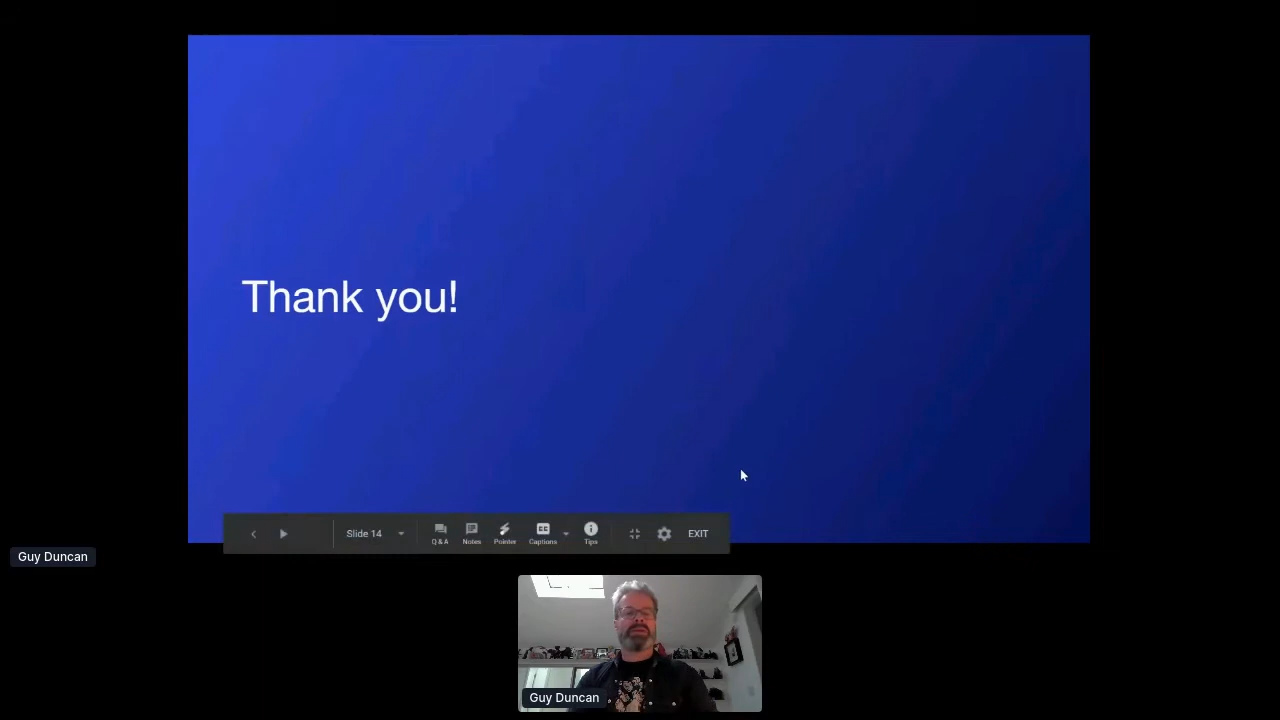 Thank you!
Slide 14
Q & A
Notes
Pointer
Captions
Tips
EXIT
Guy Duncan
Guy Duncan